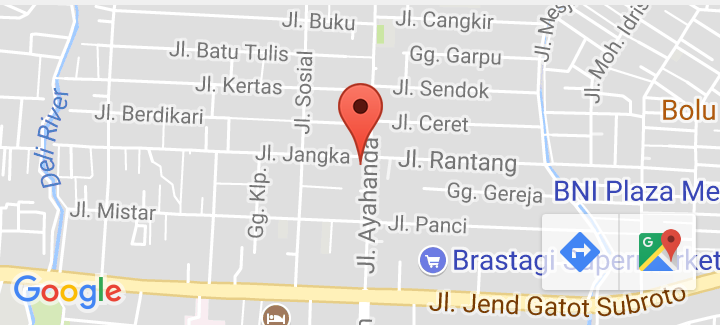 Jl. Buku
Jl. Cangkir
Jl. Mesj
Jl. Moh. Idris
Jl. Batu Tulis
Gg. Garpu
Jl. Sosial
Jl. Kertas
Jl. Sendok
Bolu
Deli River
Jl. Berdikari
Jl. Ceret
Jl. Jangka
Jl. Rantang
Gg. Klp.
Jl. Ayahanda
Gg. Gereja
BNI Plaza Me
Jl. Mistar
Jl. Panci
Brastagi Supermarket
G
Google
Jl. Jend Gatot Subroto